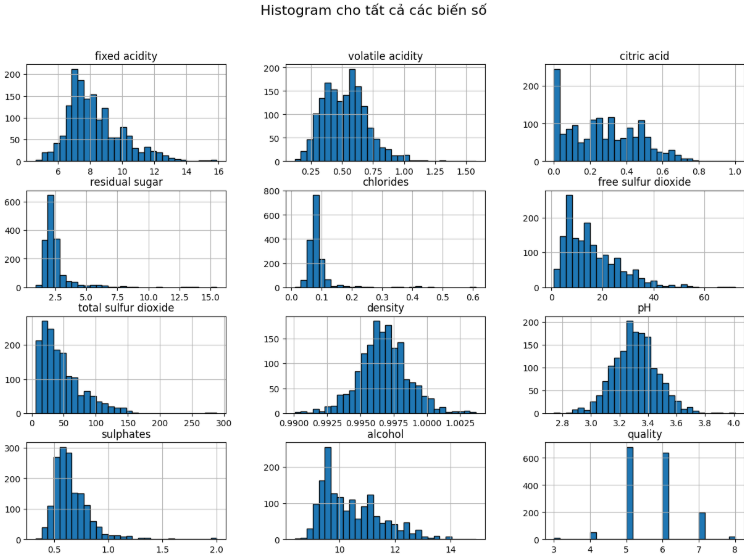 Histogram cho tất cả các biến số
fixed acidity
volatile acidity
citric acid
200
150
100
50
0
6 8 10 12 14 16
200
150
100
50
0
0.25 0.50 0.75 1.00 1.25 1.50
200
100
0
0.0 0.2 0.4 0.6 0.8 1.0
residual sugar
chlorides
free sulfur dioxide
600
400
200
0
2.5 5.0 7.5 10.0 12.5 15.0
800
600
400
200
0
0.0 0.1 0.2 0.3 0.4 0.5 0.6
200
100
0
0 20 40 60
total sulfur dioxide
density
pH
200
100
0
0 50 100 150 200 250 300
150
100
50
0
0.9900 0.9925 0.9950 0.9975 1.0000 1.0025
200
150
100
50
0
2.8 3.0 3.2 3.4 3.6 3.8 4.0
sulphates
alcohol
quality
300
200
100
0
0.5 1.0 1.5 2.0
200
100
0
10 12 14
600
400
200
0
3 4 5 6 7 8